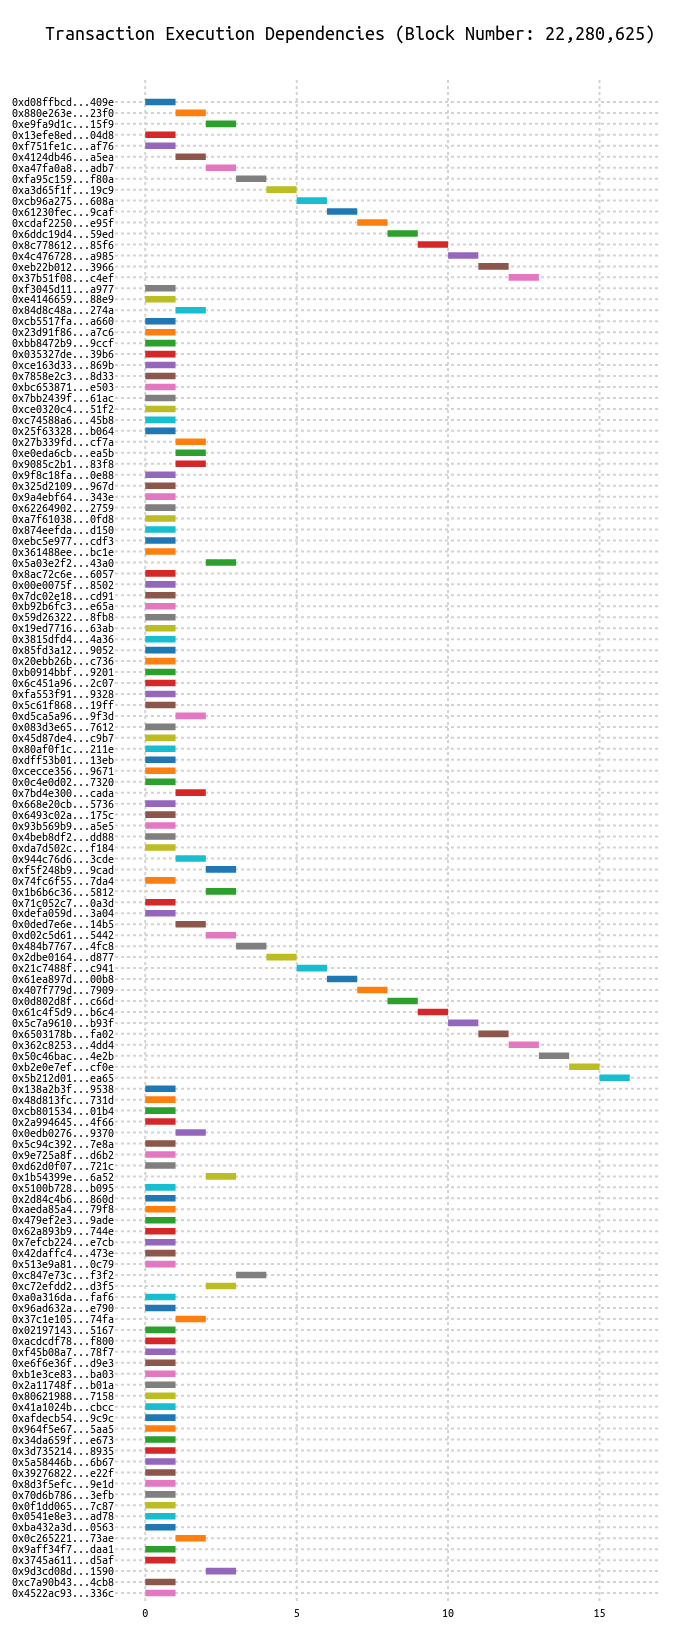 Transaction Execution Dependencies (Block Number: 22,280,625)
0xd08ffbcd...409e
0x880e263e...23f0
0xe9fa9d1c...15f9
0x13efe8ed...04d8
0xf751fe1c...af76
0x4124db46...a5ea
0xa47fa0a8...adb7
0xfa95c159...f80a
0xa3d65f1f...19c9
0xcb96a275...608a
0x61230fec...9caf
0xcdaf2250...e95f
0x6ddc19d4...59ed
0x8c778612...85f6
0x4c476728...a985
0xeb22b012...3966
0x37b51f08...c4ef
0xf3045d11...a977
0xe4146659...88e9
0x84d8c48a...274a
0xcb5517fa...a660
0x23d91f86...a7c6
0xbb8472b9...9ccf
0x035327de...39b6
0xce163d33...869b
0x7858e2c3...8d33
0xbc653871...e503
0x7bb2439f...61ac
0xce0320c4...51f2
0xc74588a6...45b8
0x25f63328...b064
0x27b339fd...cf7a
0xe0eda6cb...ea5b
0x9085c2b1...83f8
0x9f8c18fa...0e88
0x325d2109...967d
0x9a4ebf64...343e
0x62264902...2759
0xa7f61038...0fd8
0x874eefda...d150
0xebc5e977...cdf3
0x361488ee...bc1e
0x5a03e2f2...43a0
0x8ac72c6e...6057
0x00e0075f...8502
0x7dc02e18...cd91
0xb92b6fc3...e65a
0x59d26322...8fb8
0x19ed7716...63ab
0x3815dfd4...4a36
0x85fd3a12...9052
0x20ebb26b...c736
0xb0914bbf...9201
0x6c451a96...2c07
0xfa553f91...9328
0x5c61f868...19ff
0xd5ca5a96...9f3d
0x083d3e65...7612
0x45d87de4...c9b7
0x80af0f1c...211e
0xdff53b01...13eb
0xcecce356...9671
0x0c4e0d02...7320
0x7bd4e300...cada
0x668e20cb...5736
0x6493c02a...175c
0x93b569b9...a5e5
0x4beb8df2...dd88
0xda7d502c...f184
0x944c76d6...3cde
0xf5f248b9...9cad
0x74fc6f55...7da4
0x1b6b6c36...5812
0x71c052c7...0a3d
0xdefa059d...3a04
0x0ded7e6e...14b5
0xd02c5d61...5442
0x484b7767...4fc8
0x2dbe0164...d877
0x21c7488f...c941
0x61ea897d...00b8
0x407f779d...7909
0x0d802d8f...c66d
0x61c4f5d9...b6c4
0x5c7a9610...b93f
0x6503178b...fa02
0x362c8253...4dd4
0x50c46bac...4e2b
0xb2e0e7ef...cf0e
0x5b212d01...ea65
0x138a2b3f...9538
0x48d813fc...731d
0xcb801534...01b4
0x2a994645...4f66
0x0edb0276...9370
0x5c94c392...7e8a
0x9e725a8f...d6b2
0xd62d0f07...721c
0x1b54399e...6a52
0x5100b728...b095
0x2d84c4b6...860d
0xaeda85a4...79f8
0x479ef2e3...9ade
0x62a893b9...744e
0x7efcb224...e7cb
0x42daffc4...473e
0x513e9a81...0c79
0xc847e73c...f3f2
0xc72efdd2...d3f5
0xa0a316da...faf6
0x96ad632a...e790
0x37c1e105...74fa
0x02197143...5167
0xacdcdf78...f800
0xf45b08a7...78f7
0xe6f6e36f...d9e3
0xb1e3ce83...ba03
0x2a11748f...b01a
0x80621988...7158
0x41a1024b...cbcc
0xafdecb54...9c9c
0x964f5e67...5aa5
0x34da659f...e673
0x3d735214...8935
0x5a58446b...6b67
0x39276822...e22f
0x8d3f5efc...9e1d
0x70d6b786...3efb
0x0f1dd065...7c87
0x0541e8e3...ad78
0xba432a3d...0563
0x0c265221...73ae
0x9aff34f7...daa1
0x3745a611...d5af
0x9d3cd08d...1590
0xc7a90b43...4cb8
0x4522ac93...336c
0 5 10 15